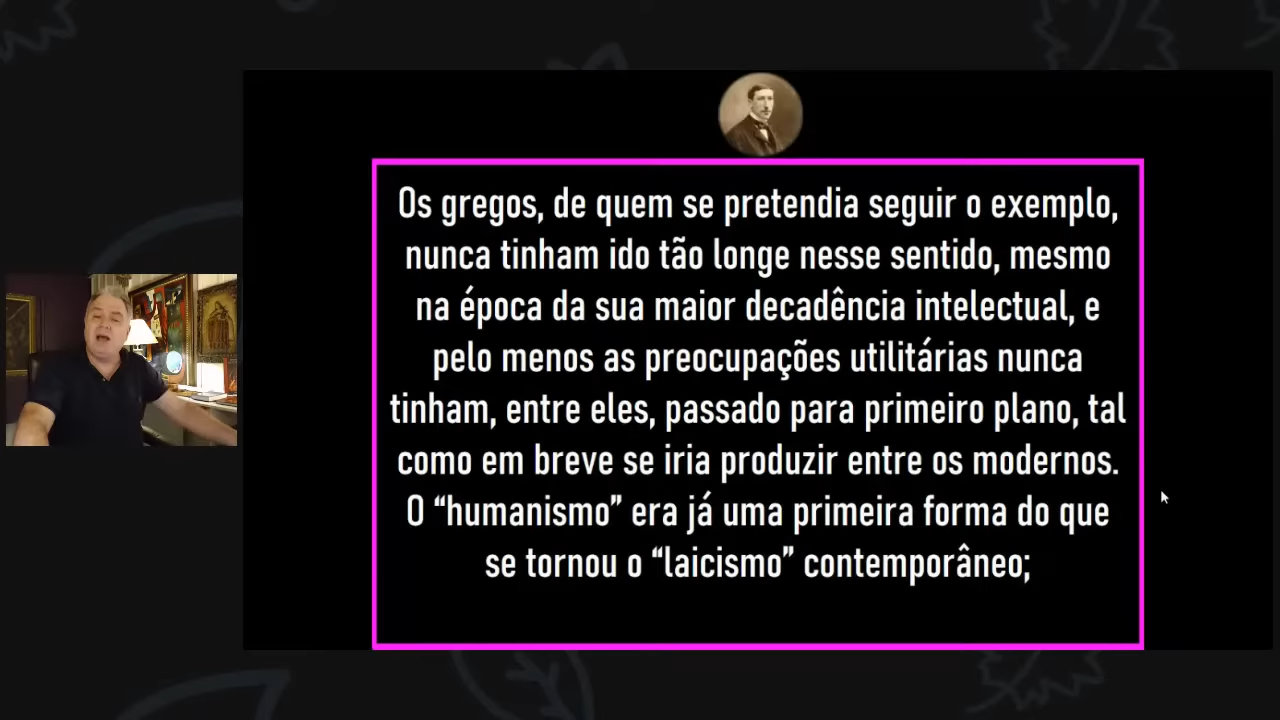 Os gregos, de quem se pretendia seguir o exemplo,
nunca tinham ido tão longe nesse sentido, mesmo
na época da sua maior decadência intelectual, e
pelo menos as preocupações utilitárias nunca
tinham, entre eles, passado para primeiro plano, tal
como em breve se iria produzir entre os modernos.
O “humanismo” era já uma primeira forma do que
se tornou o “laicismo” contemporâneo;